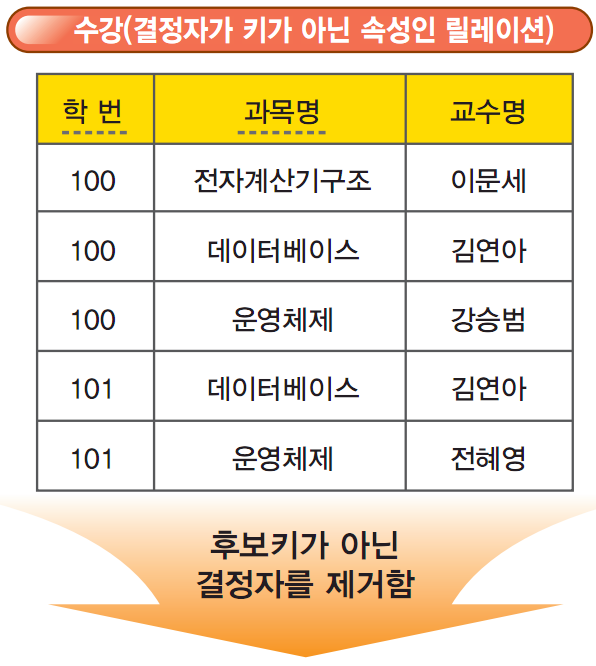 수강(결정자가 키가 아닌 속성인 릴레이션)
학 번 과목명 교수명
100 전자계산기구조 이문세
100 데이터베이스 김연아
100 운영체제 강승범
101 데이터베이스 김연아
101 운영체제 전혜영
후보키가 아닌
결정자를 제거함